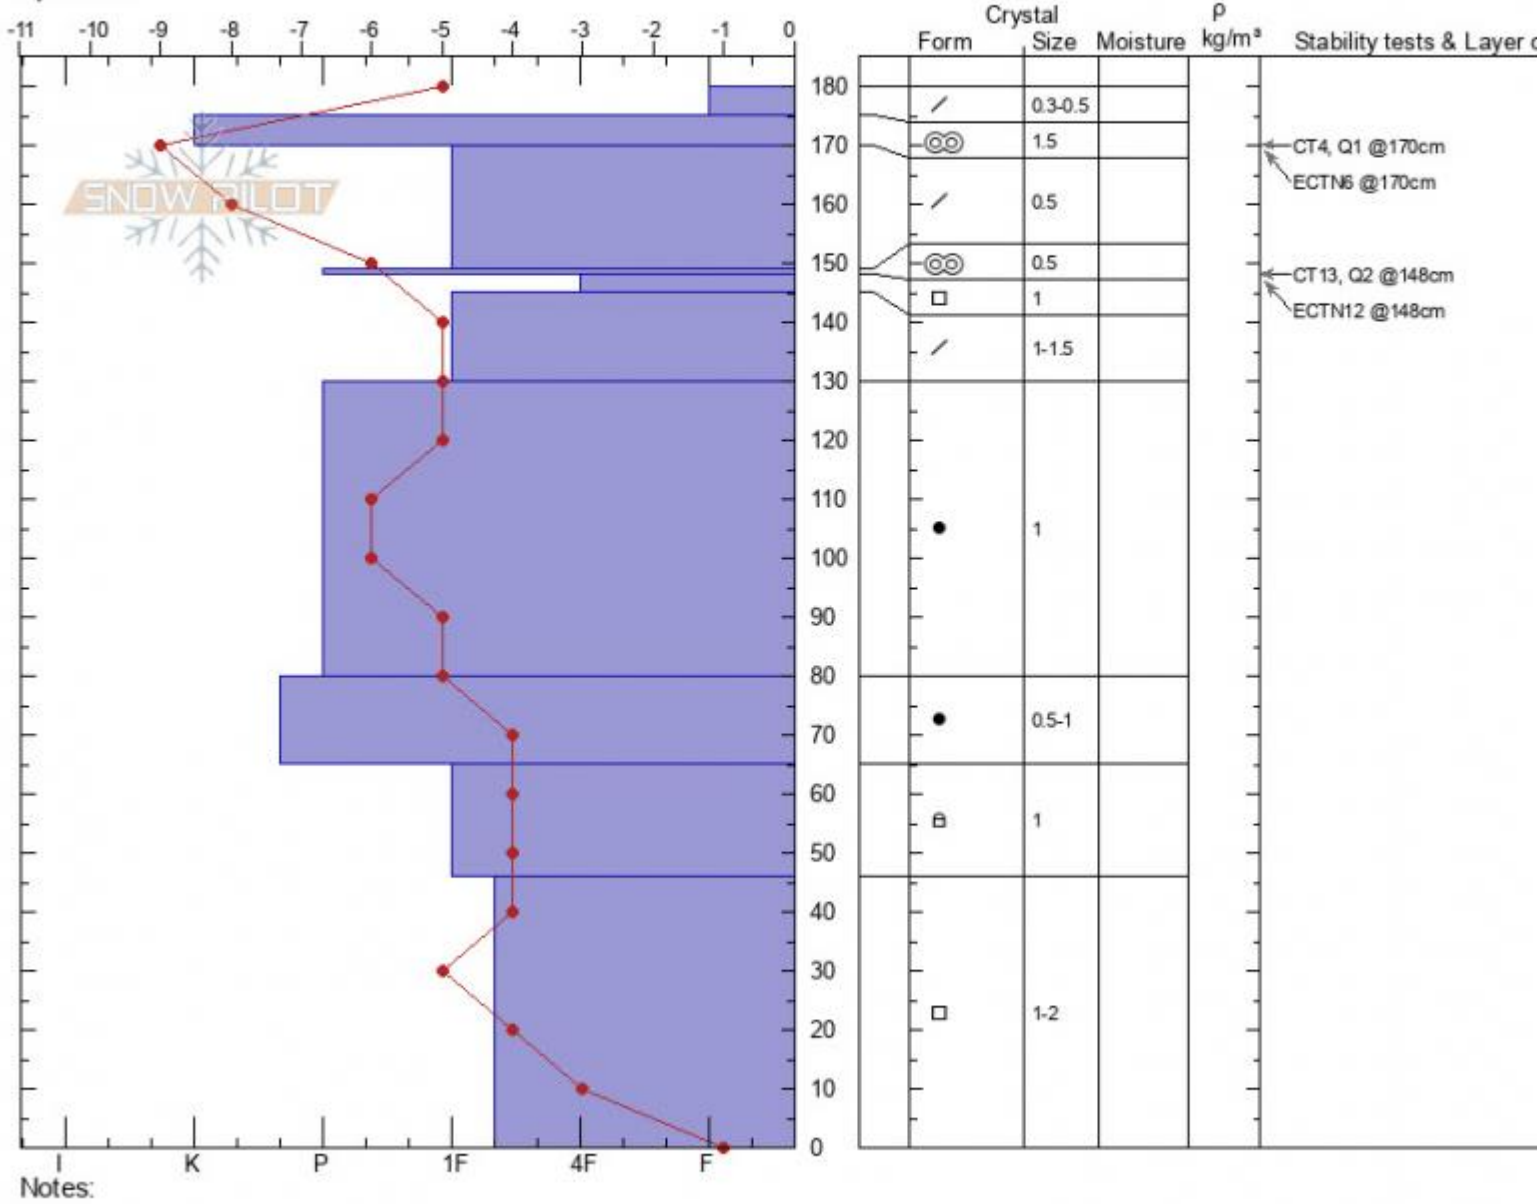 -11 -10 -9 -8 -7 -6 -5 -4 -3 -2 -1 0
Crystal
Form Size Moisture
ρ
kg/m³
Stability tests & Layer
180
170
160
150
140
130
120
110
100
90
80
70
60
50
40
30
20
10
0
SNOW PILOT
0.3-0.5
1.5
0.5
0.5
1
1-1.5
1
0.5-1
1
1-2
CT4, Q1 @170cm
ECTN6 @170cm
CT13, Q2 @148cm
ECTN12 @148cm
I K P 1F 4F F
Notes: